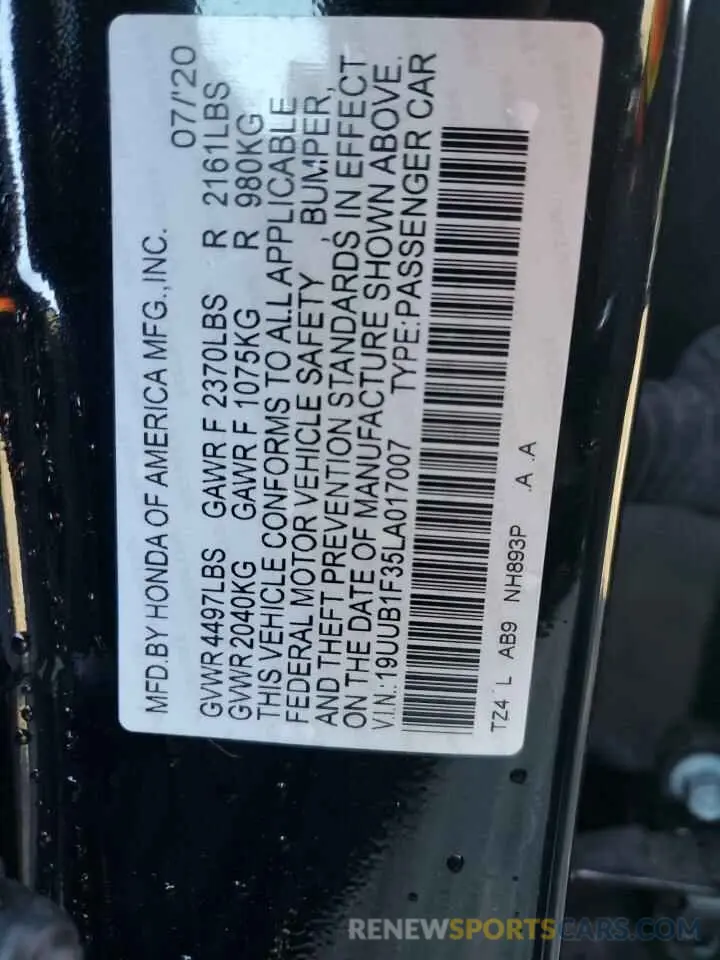 MFD.BY HONDA OF AMERICA MFG.,INC. 07/'20
GVWR 4497LBS GAWR F 2370LBS R 2161LBS
GVWR 2040KG GAWR F 1075KG R 980KG
THIS VEHICLE CONFORMS TO ALL APPLICABLE
FEDERAL MOTOR VEHICLE SAFETY , BUMPER,
AND THEFT PREVENTION STANDARDS IN EFFECT
ON THE DATE OF MANUFACTURE SHOWN ABOVE.
V.I.N.:19UUB1F35LA017007 TYPE:PASSENGER CAR
TZ4 L AB9 NH893P .A .A
RENEWSPORTSCARS.COM